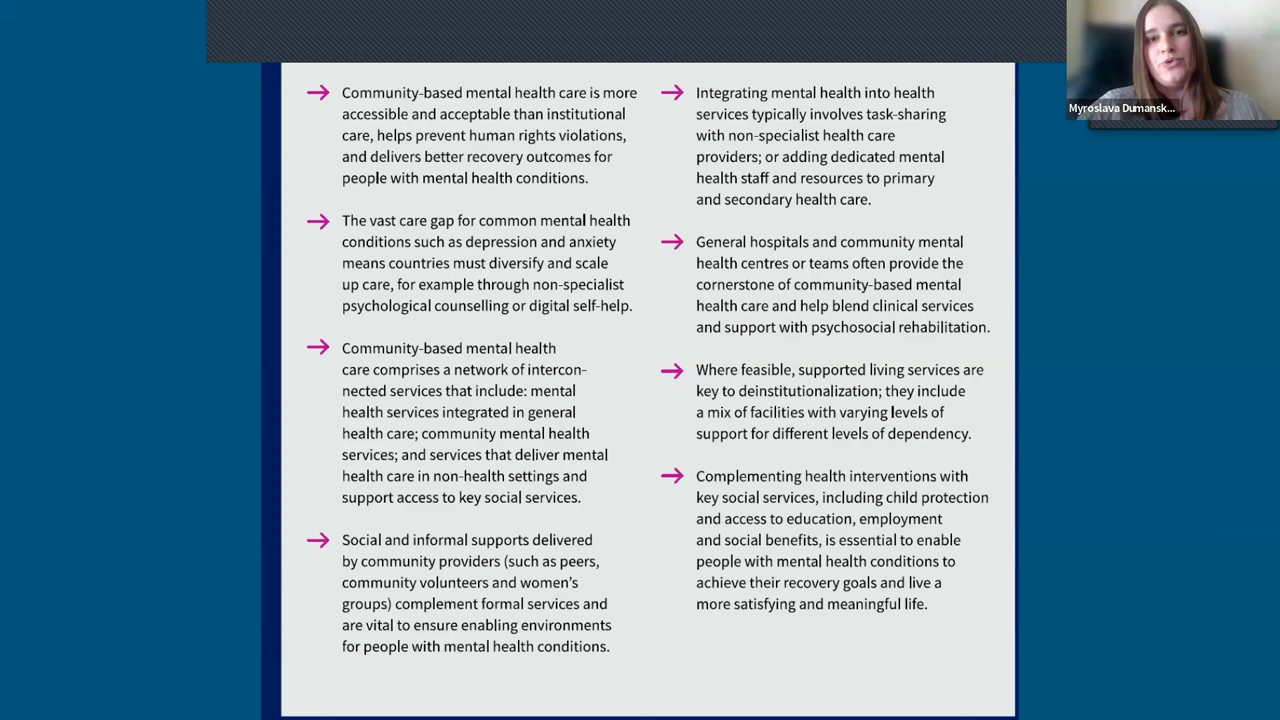 Community-based mental health care is more
accessible and acceptable than institutional
care, helps prevent human rights violations,
and delivers better recovery outcomes for
people with mental health conditions.
The vast care gap for common mental health
conditions such as depression and anxiety
means countries must diversify and scale
up care, for example through non-specialist
psychological counselling or digital self-help.
Community-based mental health
care comprises a network of intercon-
nected services that include: mental
health services integrated in general
health care; community mental health
services; and services that deliver mental
health care in non-health settings and
support access to key social services.
Social and informal supports delivered
by community providers (such as peers,
community volunteers and women's
groups) complement formal services and
are vital to ensure enabling environments
for people with mental health conditions.
Integrating mental health into health
services typically involves task-sharing
with non-specialist health care
providers; or adding dedicated mental
health staff and resources to primary
and secondary health care.
General hospitals and community mental
health centres or teams often provide the
cornerstone of community-based mental
health care and help blend clinical services
and support with psychosocial rehabilitation.
Where feasible, supported living services are
key to deinstitutionalization; they include
a mix of facilities with varying levels of
support for different levels of dependency.
Complementing health interventions with
key social services, including child protection
and access to education, employment
and social benefits, is essential to enable
people with mental health conditions to
achieve their recovery goals and live a
more satisfying and meaningful life.
Myroslava Dumansk...